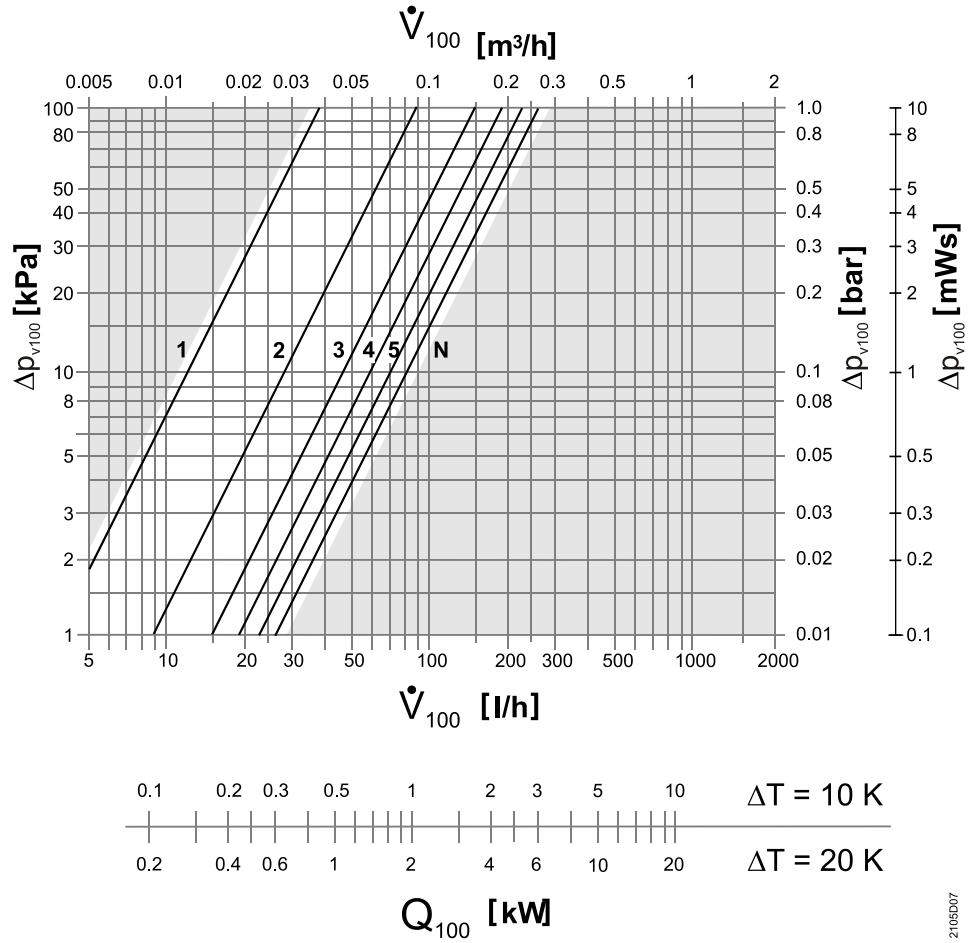 V̇100 [m³/h]
0.005 0.01 0.02 0.03 0.05 0.1 0.2 0.3 0.5 1 2
100 1.0 10
80 0.8 8
50 0.5 5
40 0.4 4
30 0.3 3
20 0.2 2
1 2 3 4 5 N
10 0.1 1
8 0.08 0.8
5 0.05 0.5
3 0.03 0.3
2 0.02 0.2
1 0.01 0.1
Δpv100 [kPa]
Δpv100 [bar]
Δpv100 [mWs]
5 10 20 30 50 100 200 300 500 1000 2000
V̇100 [l/h]
0.1 0.2 0.3 0.5 1 2 3 5 10 ΔT = 10 K
0.2 0.4 0.6 1 2 4 6 10 20 ΔT = 20 K
Q100 [kW]
2105D07